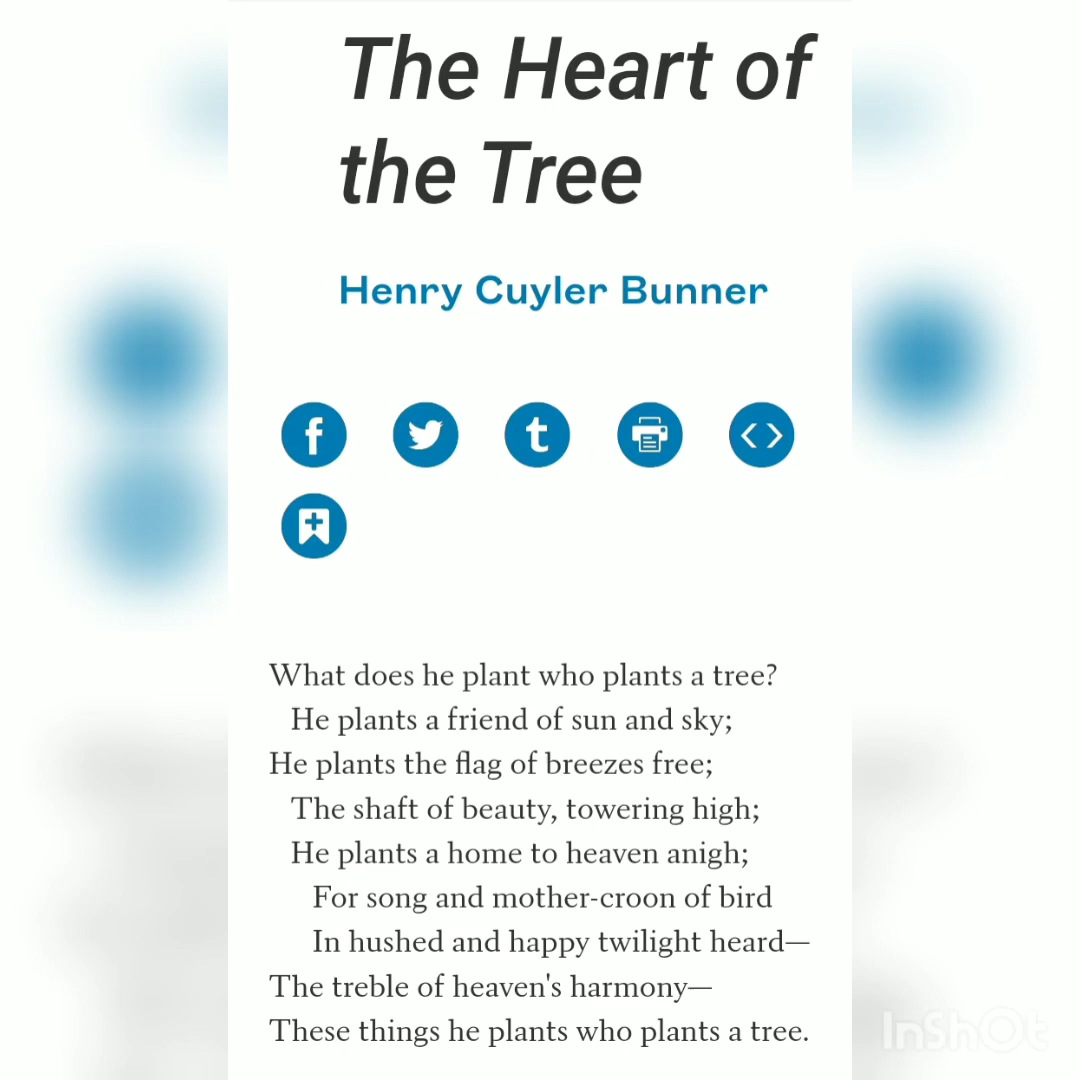 The Heart of
the Tree
Henry Cuyler Bunner
What does he plant who plants a tree?
He plants a friend of sun and sky;
He plants the flag of breezes free;
The shaft of beauty, towering high;
He plants a home to heaven anigh;
For song and mother-croon of bird
In hushed and happy twilight heard—
The treble of heaven's harmony—
These things he plants who plants a tree.
InShOt